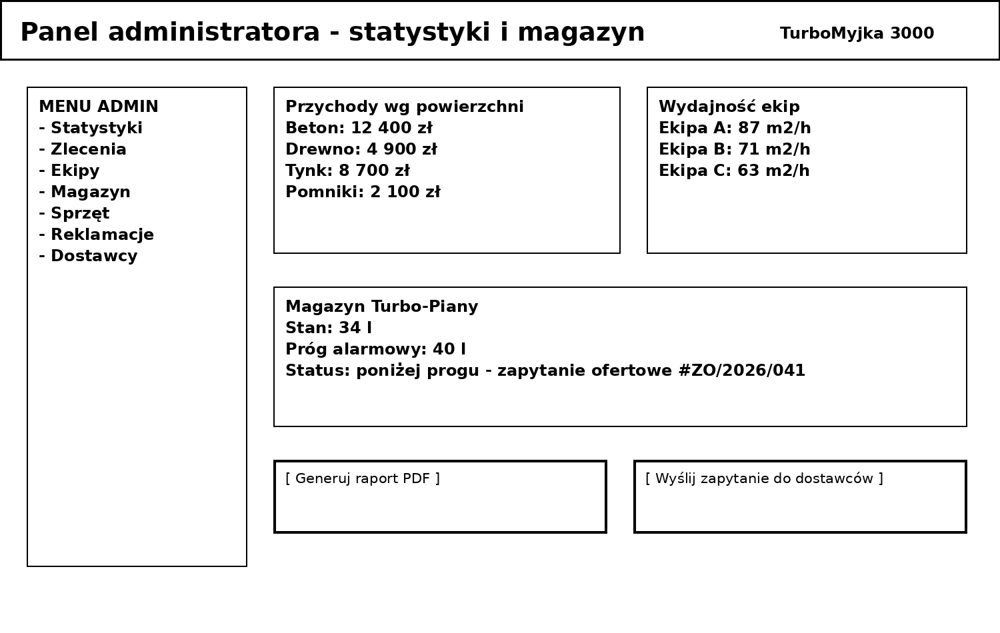 Panel administratora - statystyki i magazyn
TurboMyjka 3000
MENU ADMIN
- Statystyki
- Zlecenia
- Ekipy
- Magazyn
- Sprzęt
- Reklamacje
- Dostawcy
Przychody wg powierzchni
Beton: 12 400 zł
Drewno: 4 900 zł
Tynk: 8 700 zł
Pomniki: 2 100 zł
Wydajność ekip
Ekipa A: 87 m2/h
Ekipa B: 71 m2/h
Ekipa C: 63 m2/h
Magazyn Turbo-Piany
Stan: 34 l
Próg alarmowy: 40 l
Status: poniżej progu - zapytanie ofertowe #ZO/2026/041
[ Generuj raport PDF ]
[ Wyślij zapytanie do dostawców ]